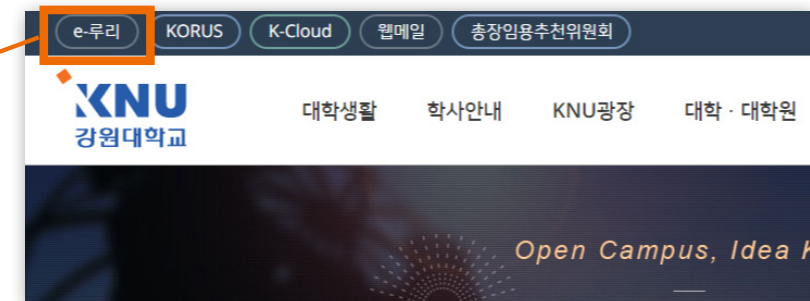 e-루리 KORUS K-Cloud 웹메일 총장임용추천위원회
KNU
강원대학교
대학생활 학사안내 KNU광장 대학 · 대학원
Open Campus, Idea